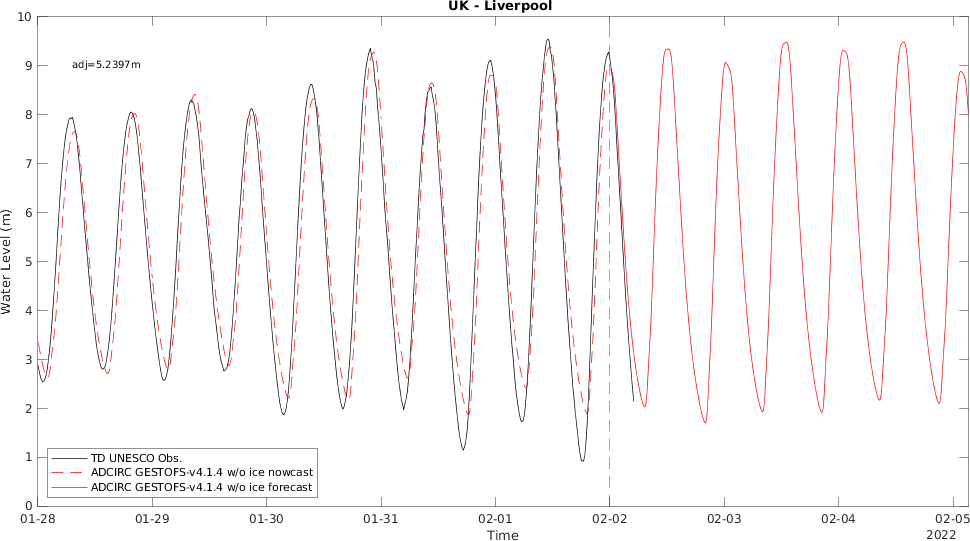 UK - Liverpool
10
9
8
7
6
5
4
3
2
1
0
Water Level (m)
adj=5.2397m
TD UNESCO Obs.
ADCIRC GESTOFS-v4.1.4 w/o ice nowcast
ADCIRC GESTOFS-v4.1.4 w/o ice forecast
01-28 01-29 01-30 01-31 02-01 02-02 02-03 02-04 02-05
Time
2022